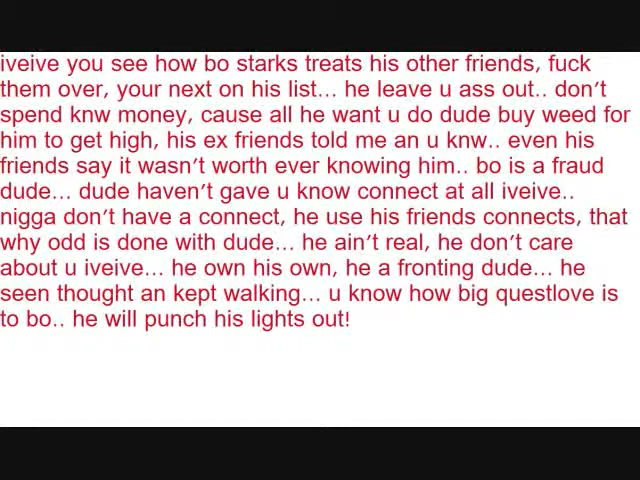 iveive you see how bo starks treats his other friends, fuck
them over, your next on his list... he leave u ass out.. don't
spend knw money, cause all he want u do dude buy weed for
him to get high, his ex friends told me an u knw.. even his
friends say it wasn't worth ever knowing him.. bo is a fraud
dude... dude haven't gave u know connect at all iveive..
nigga don't have a connect, he use his friends connects, that
why odd is done with dude... he ain't real, he don't care
about u iveive... he own his own, he a fronting dude... he
seen thought an kept walking... u know how big questlove is
to bo.. he will punch his lights out!